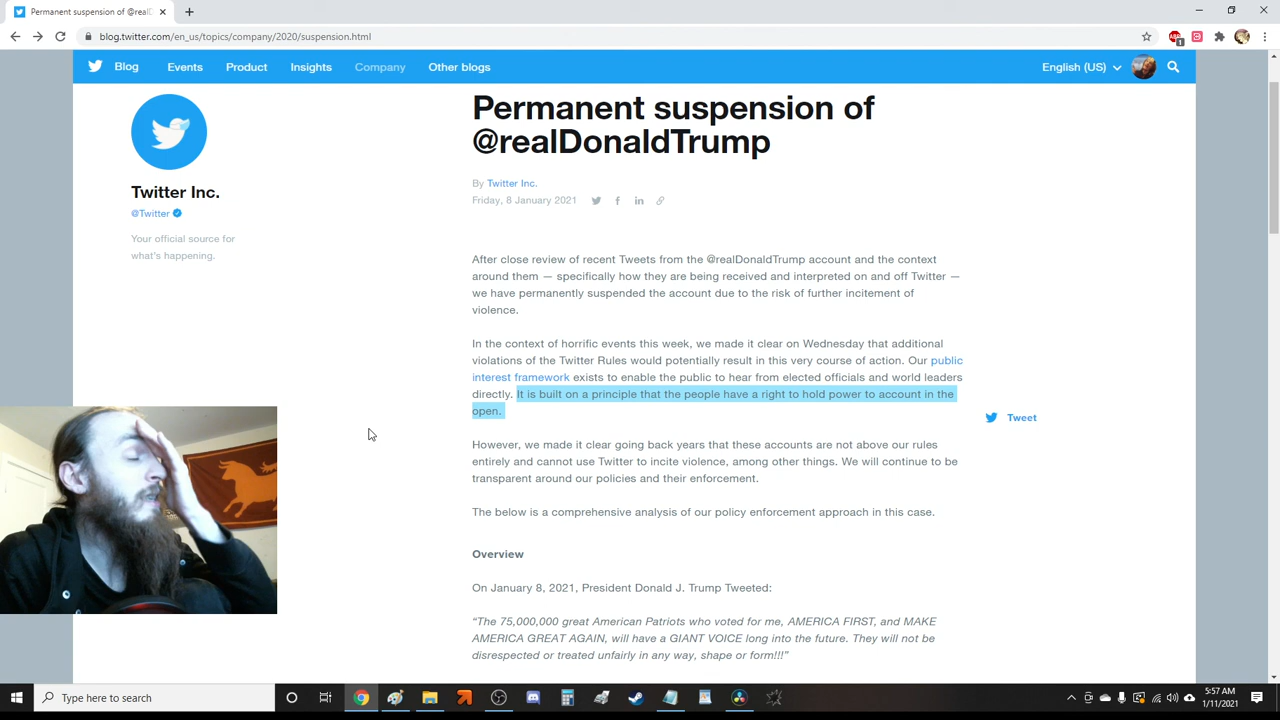 Permanent suspension of @realD
blog.twitter.com/en_us/topics/company/2020/suspension.html
1
Blog Events Product Insights Company Other blogs English (US)
Permanent suspension of
@realDonaldTrump
Twitter Inc.
@Twitter
Your official source for
what's happening.
By Twitter Inc.
Friday, 8 January 2021
After close review of recent Tweets from the @realDonaldTrump account and the context
around them — specifically how they are being received and interpreted on and off Twitter —
we have permanently suspended the account due to the risk of further incitement of
violence.
In the context of horrific events this week, we made it clear on Wednesday that additional
violations of the Twitter Rules would potentially result in this very course of action. Our public
interest framework exists to enable the public to hear from elected officials and world leaders
directly. It is built on a principle that the people have a right to hold power to account in the
open.
Tweet
However, we made it clear going back years that these accounts are not above our rules
entirely and cannot use Twitter to incite violence, among other things. We will continue to be
transparent around our policies and their enforcement.
The below is a comprehensive analysis of our policy enforcement approach in this case.
Overview
On January 8, 2021, President Donald J. Trump Tweeted:
“The 75,000,000 great American Patriots who voted for me, AMERICA FIRST, and MAKE
AMERICA GREAT AGAIN, will have a GIANT VOICE long into the future. They will not be
disrespected or treated unfairly in any way, shape or form!!!”
Type here to search
5:57 AM
1/11/2021